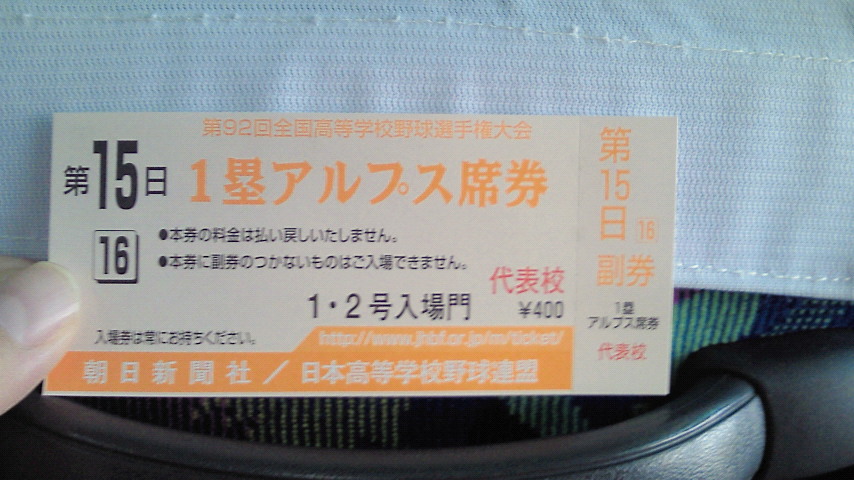 第92回全国高等学校野球選手権大会
第15日 1塁アルプス席券
16
●本券の料金は払い戻しいたしません。
●本券に副券のつかないものはご入場できません。
代表校
1・2号入場門 ¥400
入場券は常にお持ちください。
http://www.jhbf.or.jp/m/ticket/
朝日新聞社/日本高等学校野球連盟
第
15
日 16
副券
1塁
アルプス席券
代表校